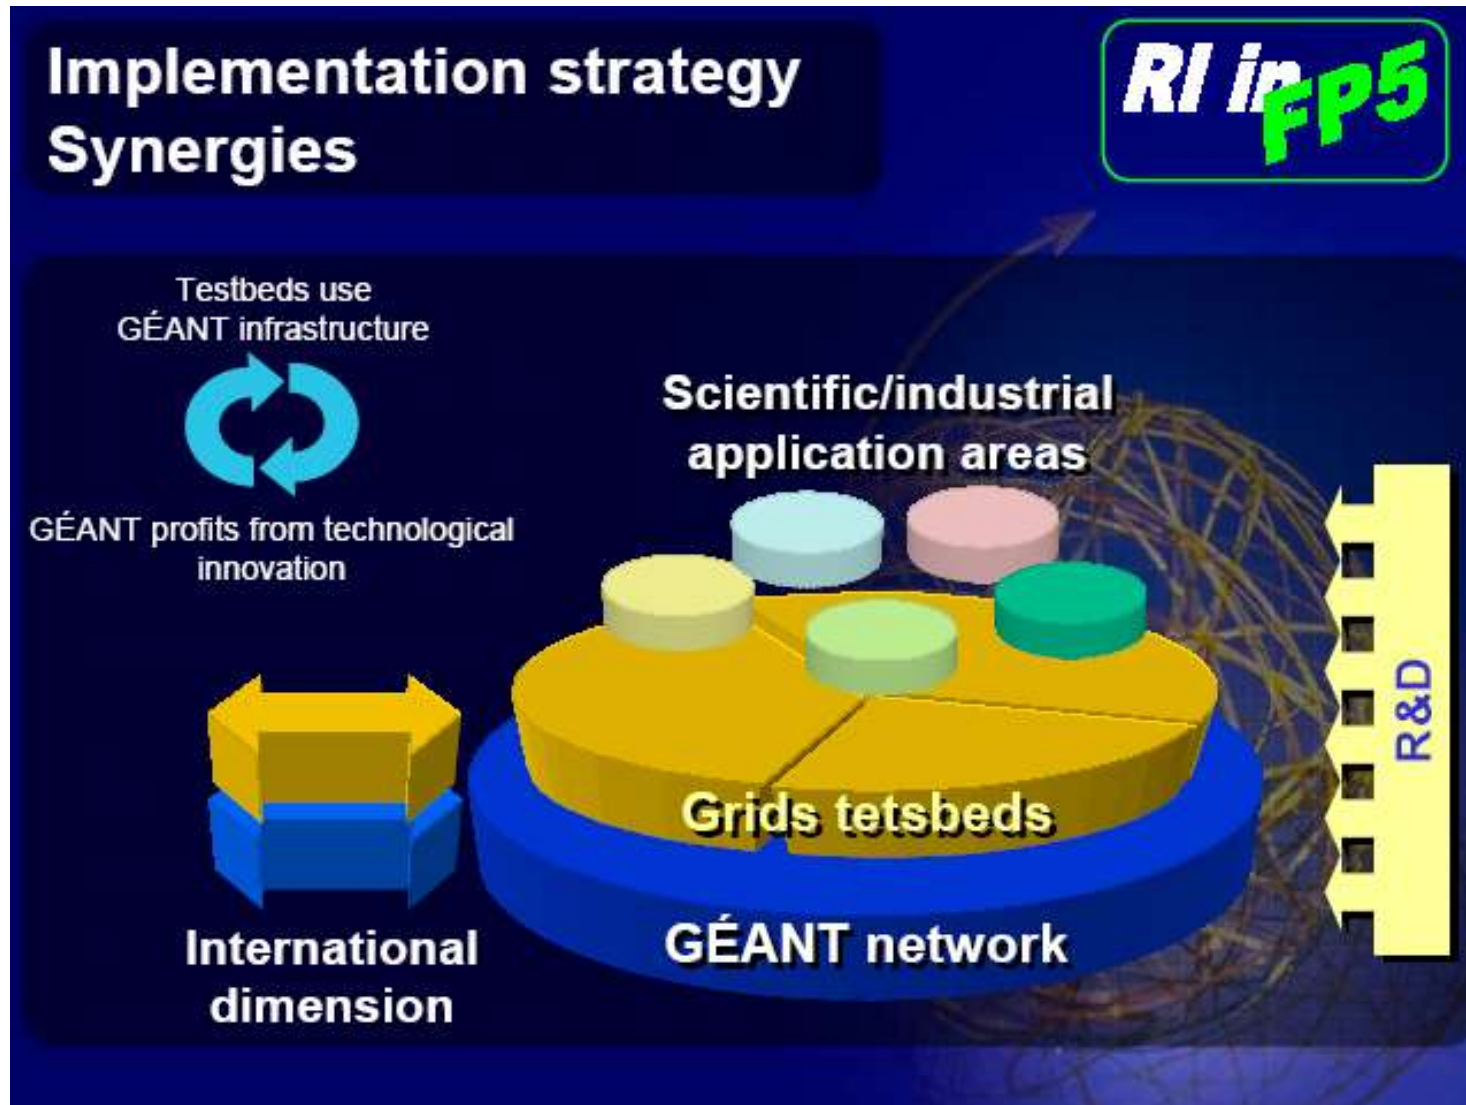 Implementation strategy
Synergies
RI in
FP5
Testbeds use
GÉANT infrastructure
GÉANT profits from technological
innovation
Scientific/industrial
application areas
R&D
Grids tetsbeds
GÉANT network
International
dimension